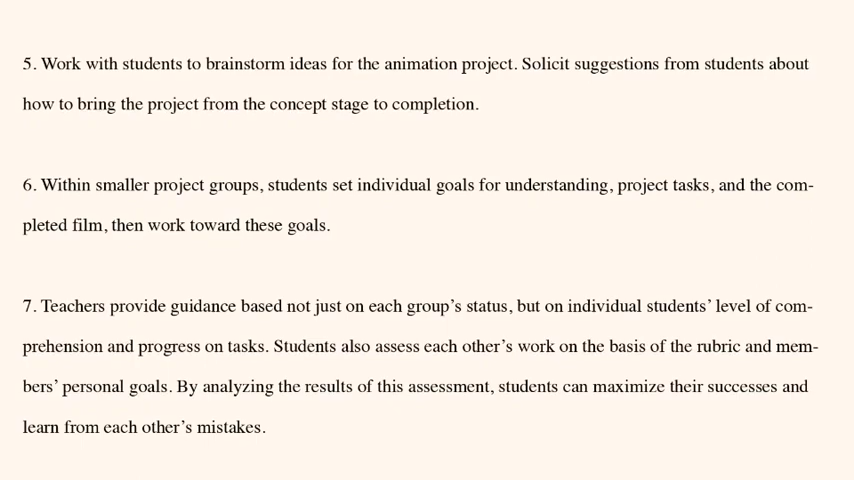 5. Work with students to brainstorm ideas for the animation project. Solicit suggestions from students about
how to bring the project from the concept stage to completion.
6. Within smaller project groups, students set individual goals for understanding, project tasks, and the com-
pleted film, then work toward these goals.
7. Teachers provide guidance based not just on each group’s status, but on individual students’ level of com-
prehension and progress on tasks. Students also assess each other’s work on the basis of the rubric and mem-
bers’ personal goals. By analyzing the results of this assessment, students can maximize their successes and
learn from each other’s mistakes.